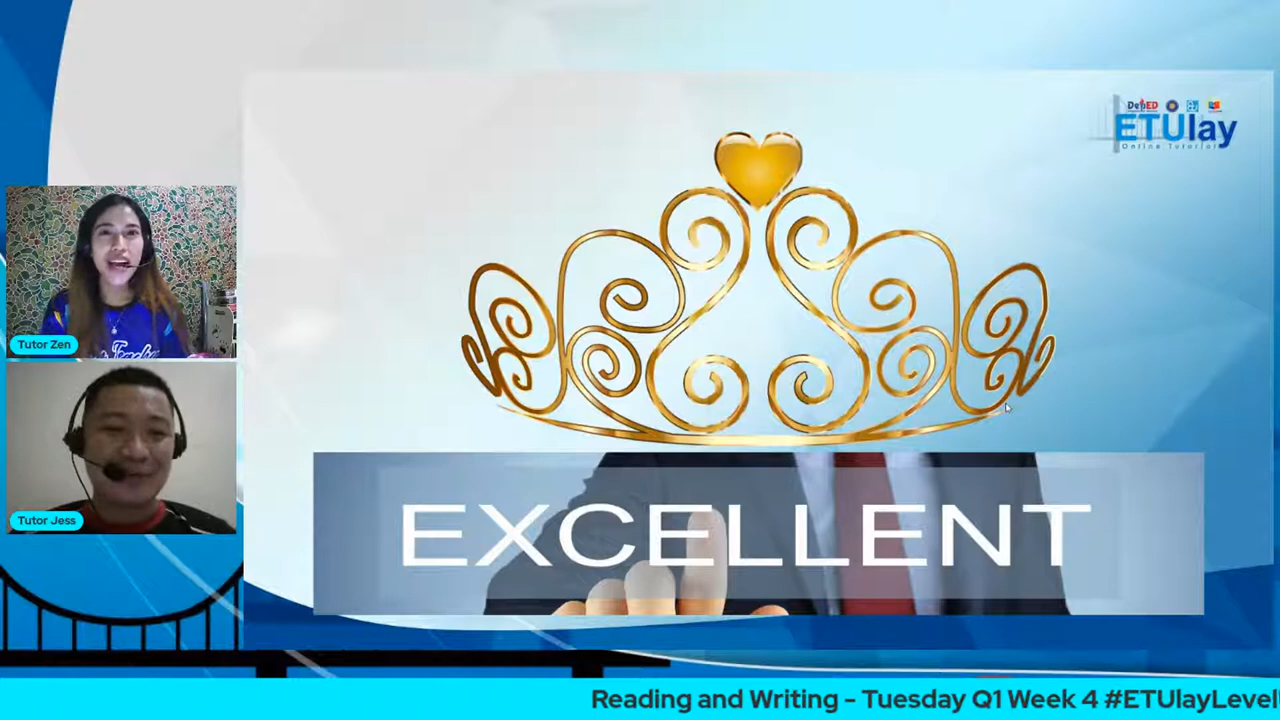 DepED
ETUlay
Online Tutorial
Tutor Zen
Tutor Jess
EXCELLENT
Reading and Writing - Tuesday Q1 Week 4 #ETUlayLevel